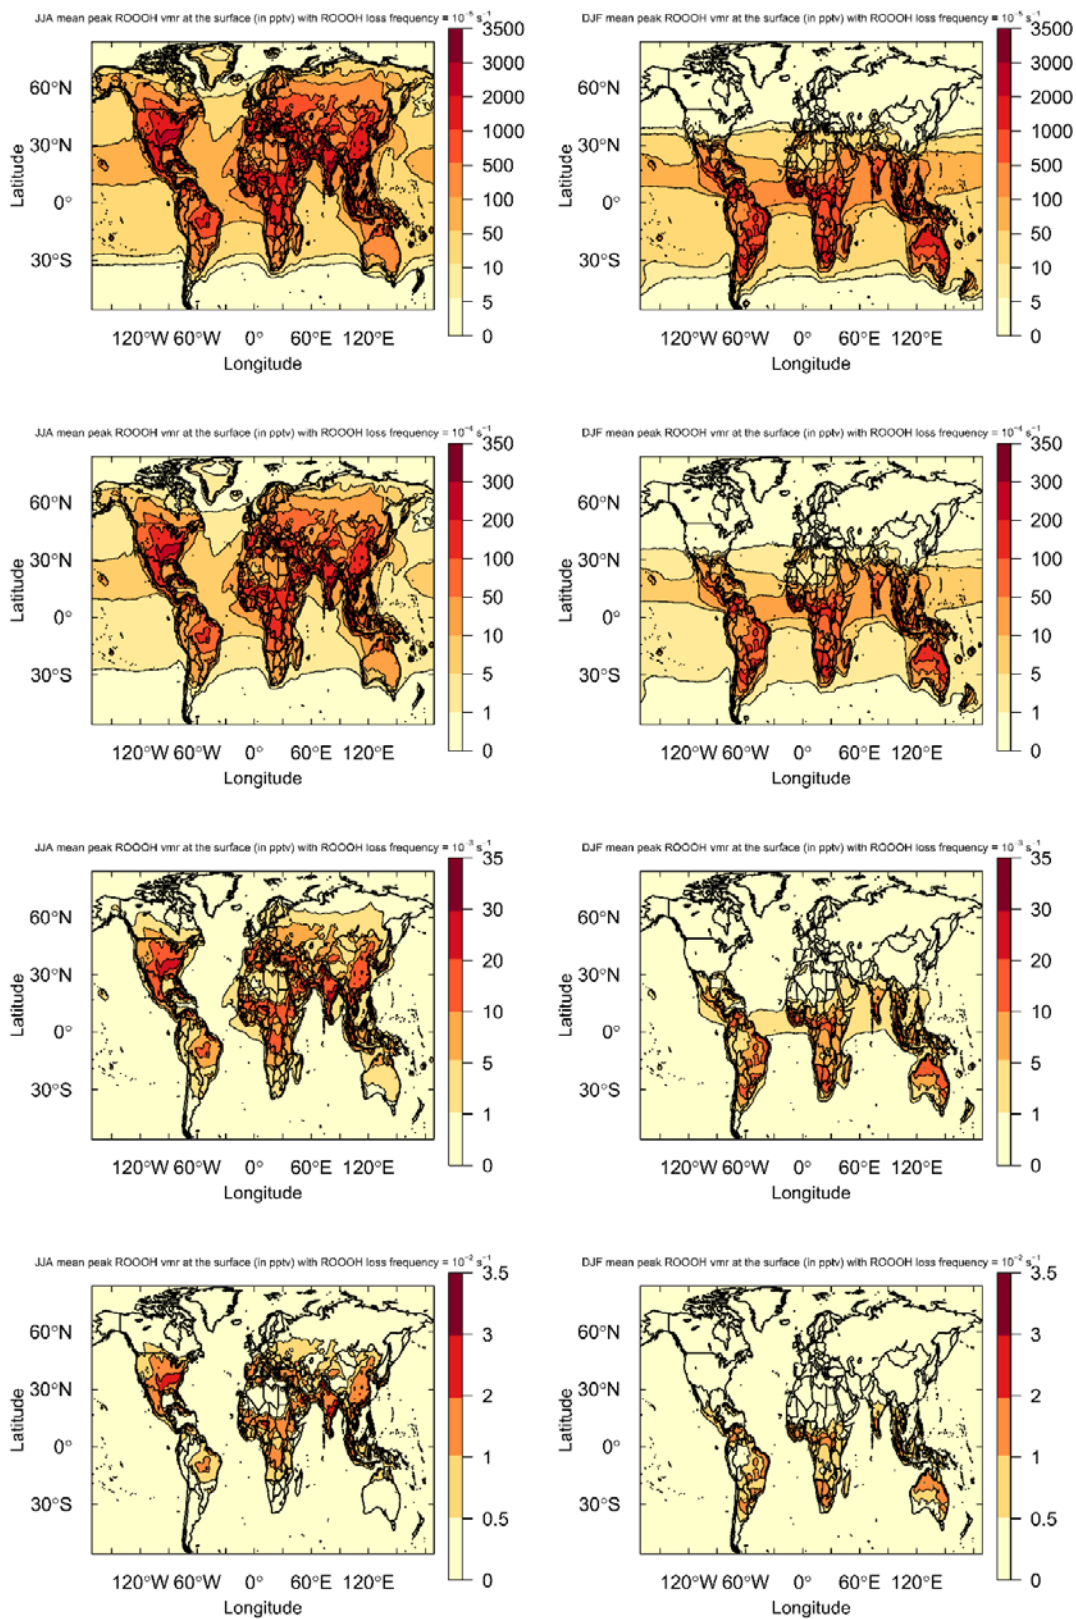 JJA mean peak ROOOH vmr at the surface (in pptv) with ROOOH loss frequency = 10⁻⁵ s⁻¹
3500
3000
2000
1000
500
100
50
10
5
0
60°N
30°N
0°
30°S
Latitude
120°W 60°W 0° 60°E 120°E
Longitude
DJF mean peak ROOOH vmr at the surface (in pptv) with ROOOH loss frequency = 10⁻⁵ s⁻¹
3500
3000
2000
1000
500
100
50
10
5
0
60°N
30°N
0°
30°S
Latitude
120°W 60°W 0° 60°E 120°E
Longitude
JJA mean peak ROOOH vmr at the surface (in pptv) with ROOOH loss frequency = 10⁻⁴ s⁻¹
350
300
200
100
50
10
5
1
0
60°N
30°N
0°
30°S
Latitude
120°W 60°W 0° 60°E 120°E
Longitude
DJF mean peak ROOOH vmr at the surface (in pptv) with ROOOH loss frequency = 10⁻⁴ s⁻¹
350
300
200
100
50
10
5
1
0
60°N
30°N
0°
30°S
Latitude
120°W 60°W 0° 60°E 120°E
Longitude
JJA mean peak ROOOH vmr at the surface (in pptv) with ROOOH loss frequency = 10⁻³ s⁻¹
35
30
20
10
5
1
0
60°N
30°N
0°
30°S
Latitude
120°W 60°W 0° 60°E 120°E
Longitude
DJF mean peak ROOOH vmr at the surface (in pptv) with ROOOH loss frequency = 10⁻³ s⁻¹
35
30
20
10
5
1
0
60°N
30°N
0°
30°S
Latitude
120°W 60°W 0° 60°E 120°E
Longitude
JJA mean peak ROOOH vmr at the surface (in pptv) with ROOOH loss frequency = 10⁻² s⁻¹
3.5
3
2
1
0.5
0
60°N
30°N
0°
30°S
Latitude
120°W 60°W 0° 60°E 120°E
Longitude
DJF mean peak ROOOH vmr at the surface (in pptv) with ROOOH loss frequency = 10⁻² s⁻¹
3.5
3
2
1
0.5
0
60°N
30°N
0°
30°S
Latitude
120°W 60°W 0° 60°E 120°E
Longitude